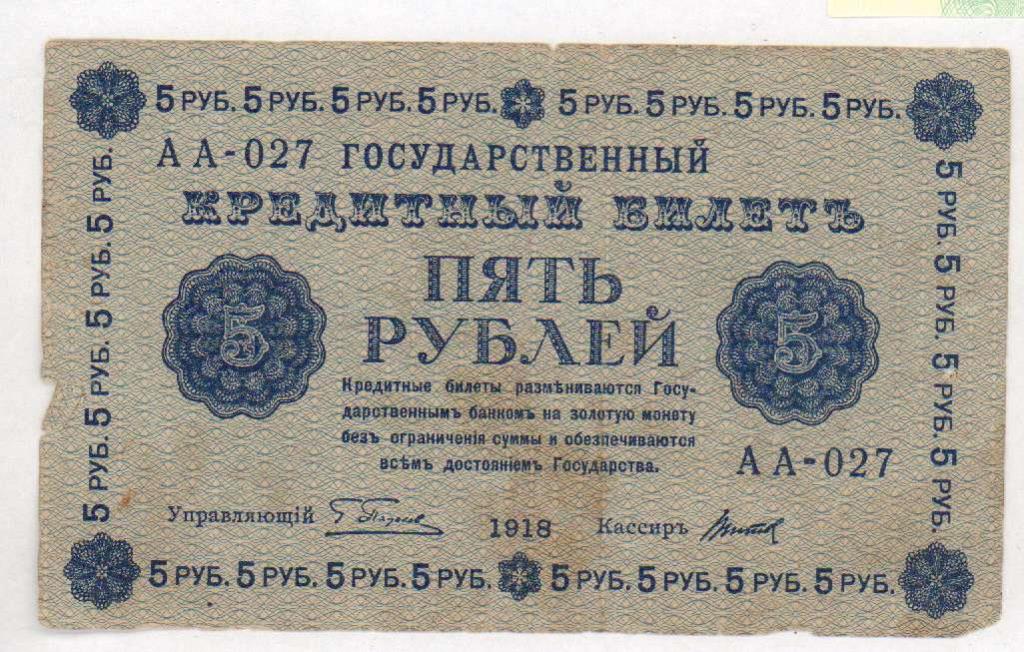 5 РУБ. 5 РУБ. 5 РУБ. 5 РУБ. 5 РУБ. 5 РУБ. 5 РУБ. 5 РУБ.
АА-027 ГОСУДАРСТВЕННЫЙ
КРЕДИТНЫЙ БИЛЕТЪ
5 РУБ. 5 РУБ. 5 РУБ. 5 РУБ.
5
ПЯТЬ
РУБЛЕЙ
5
5 РУБ. 5 РУБ. 5 РУБ. 5 РУБ.
Кредитные билеты размѣниваются Госу-
дарственнымъ банкомъ на золотую монету
безъ ограниченія суммы и обезпечиваются
всѣмъ достояніемъ Государства.
АА-027
Управляющій
1918 Кассиръ
5 РУБ. 5 РУБ. 5 РУБ. 5 РУБ. 5 РУБ. 5 РУБ. 5 РУБ. 5 РУБ.